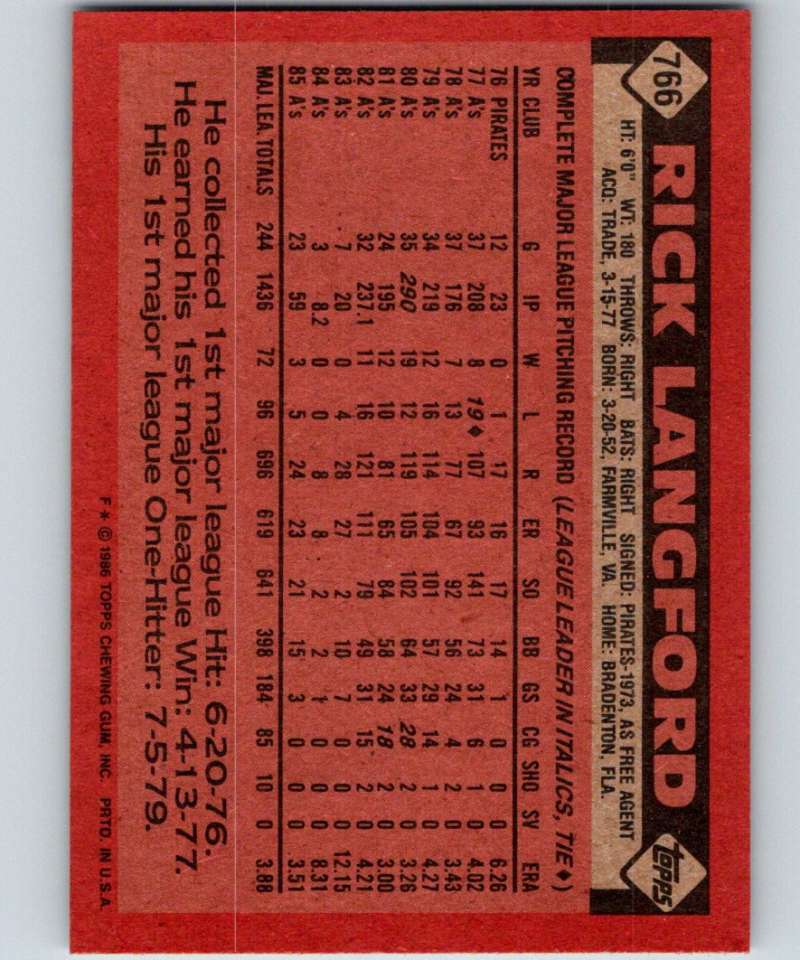 766 RICK LANGFORD TOPPS
HT: 6'0" WT: 180 THROWS: RIGHT BATS: RIGHT SIGNED: PIRATES-1973, AS FREE AGENT
ACQ: TRADE, 3-15-77 BORN: 3-20-52, FARMVILLE, VA. HOME: BRADENTON, FLA.
COMPLETE MAJOR LEAGUE PITCHING RECORD (LEAGUE LEADER IN ITALICS, TIE♦)
YR CLUB G IP W L R ER SO BB GS CG SHO SV ERA
76 PIRATES 12 23 0 1 17 16 17 14 1 0 0 0 6.26
77 A's 37 208 8 19♦ 107 93 141 73 31 6 1 0 4.02
78 A's 37 176 7 13 77 67 92 56 24 4 2 0 3.43
79 A's 34 219 12 16 114 104 101 57 29 14 1 0 4.27
80 A's 35 290 19 12 119 105 102 64 33 28 2 0 3.26
81 A's 24 195 12 10 81 65 84 58 24 18 2 0 3.00
82 A's 32 237.1 11 16 121 111 79 49 31 15 2 0 4.21
83 A's 7 20 0 4 28 27 2 10 7 0 0 0 12.15
84 A's 3 8.2 0 0 8 8 2 2 1 0 0 0 8.31
85 A's 23 59 3 5 24 23 21 15 3 0 0 0 3.51
MAJ. LEA. TOTALS 244 1436 72 96 696 619 641 398 184 85 10 0 3.88
He collected 1st major league Hit: 6-20-76.
He earned his 1st major league Win: 4-13-77.
His 1st major league One-Hitter: 7-5-79.
F* © 1986 TOPPS CHEWING GUM, INC. PRTD. IN U.S.A.